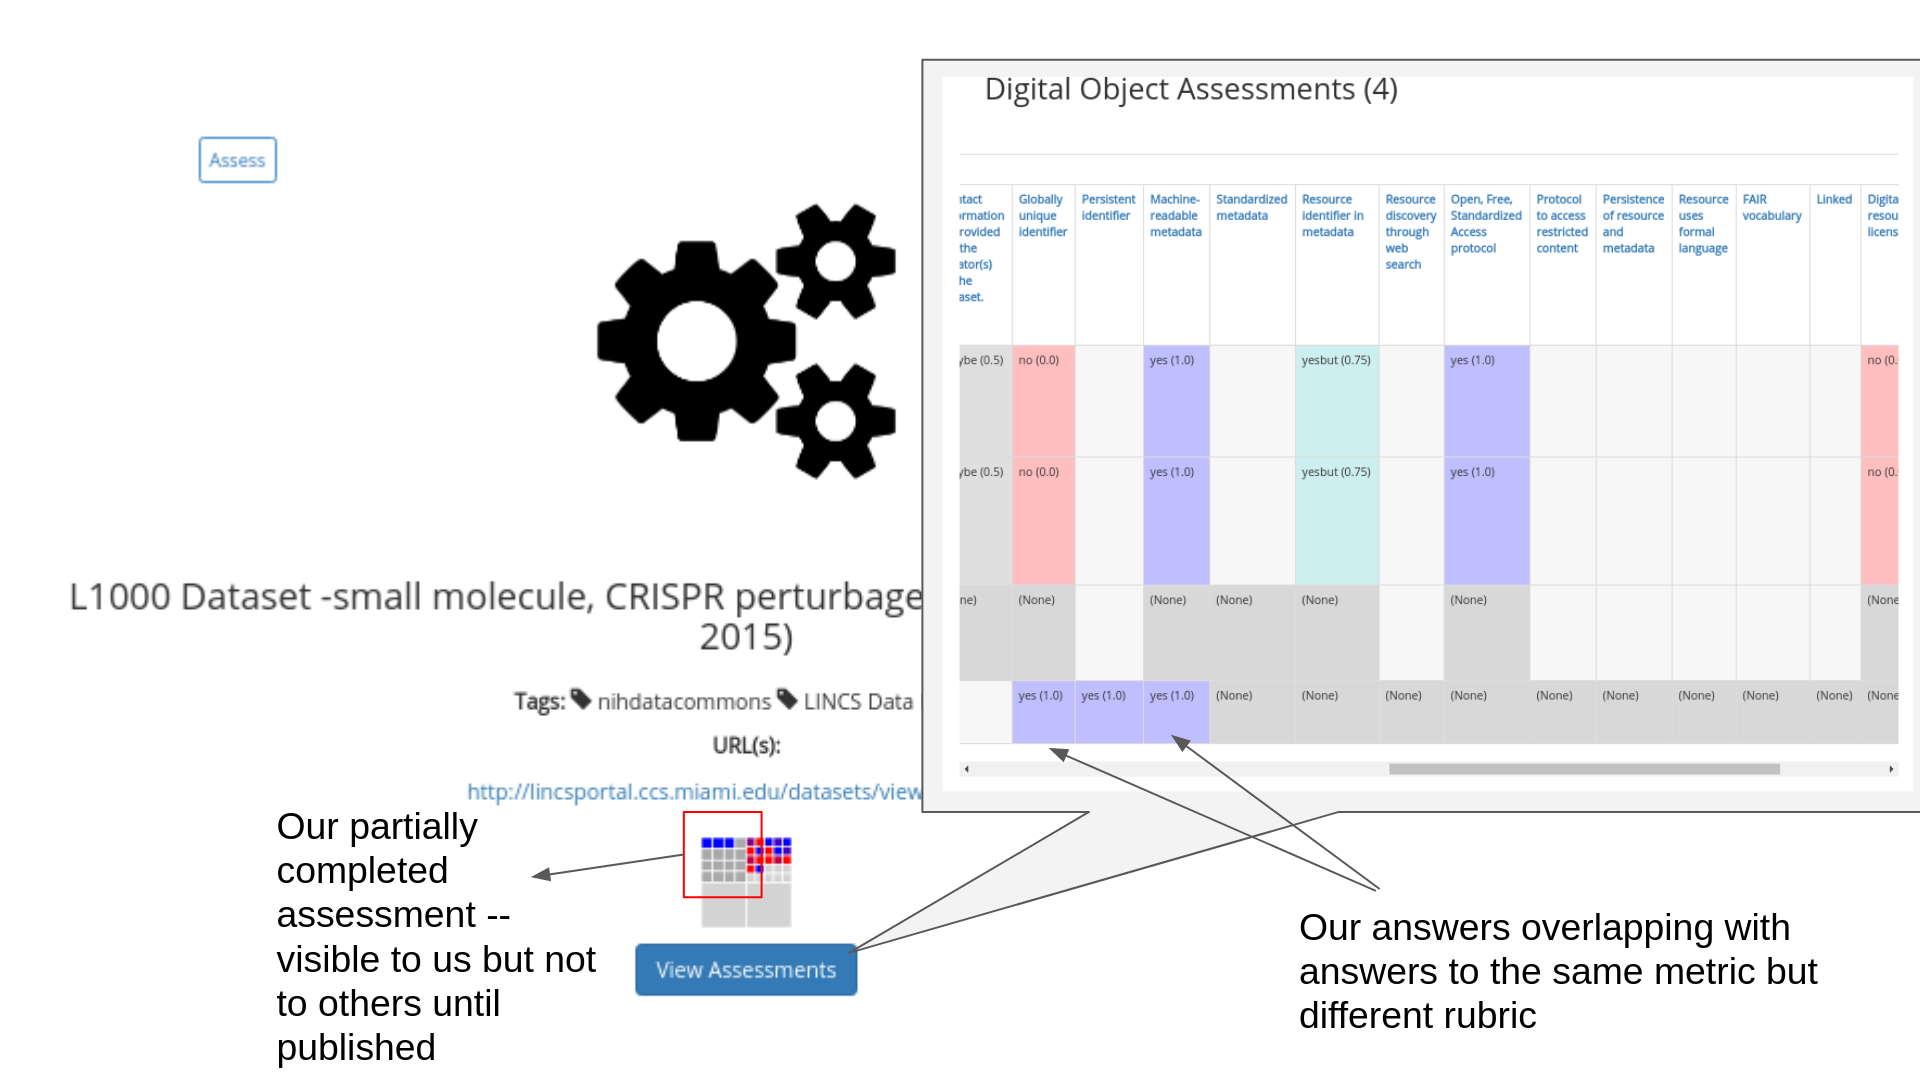 Assess
L1000 Dataset -small molecule, CRISPR perturbage
2015)
Tags: nihdatacommons LINCS Data
URL(s):
http://lincsportal.ccs.miami.edu/datasets/view
View Assessments
Our partially
completed
assessment --
visible to us but not
to others until
published
Digital Object Assessments (4)
ntact
ormation
rovided
the
ator(s)
he
aset.
Globally
unique
identifier
Persistent
identifier
Machine-
readable
metadata
Standardized
metadata
Resource
identifier in
metadata
Resource
discovery
through
web
search
Open, Free,
Standardized
Access
protocol
Protocol
to access
restricted
content
Persistence
of resource
and
metadata
Resource
uses
formal
language
FAIR
vocabulary
Linked
Digita
resou
licens
ybe (0.5) no (0.0) yes (1.0) yesbut (0.75) yes (1.0) no (0.
ybe (0.5) no (0.0) yes (1.0) yesbut (0.75) yes (1.0) no (0.
ne) (None) (None) (None) (None) (None) (None
yes (1.0) yes (1.0) yes (1.0) (None) (None) (None) (None) (None) (None) (None) (None) (None) (None
Our answers overlapping with
answers to the same metric but
different rubric